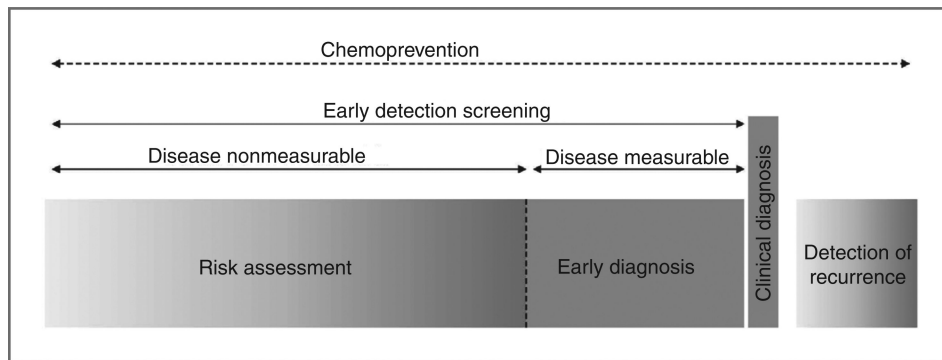 Chemoprevention
Early detection screening
Disease nonmeasurable
Disease measurable
Risk assessment
Early diagnosis
Clinical diagnosis
Detection of
recurrence